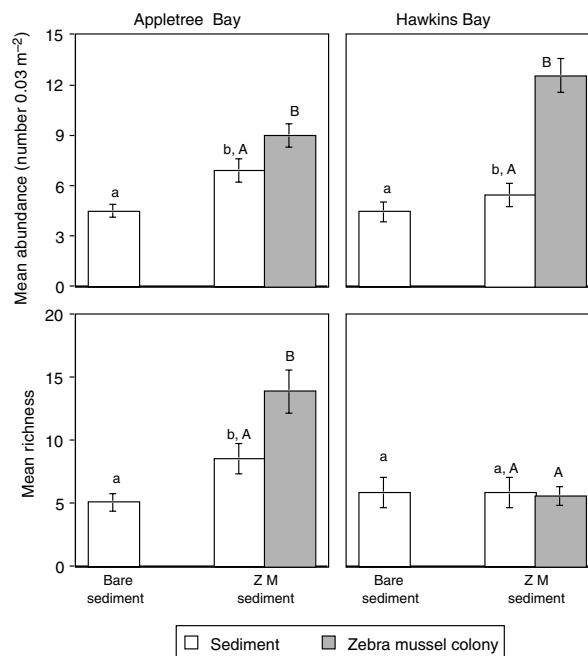 Appletree Bay
Hawkins Bay
Mean abundance (number 0.03 m⁻²)
15
12
9
6
3
0
a
b, A
B
a
b, A
B
Mean richness
20
15
10
5
0
a
b, A
B
a
a, A
A
Bare sediment
Z M sediment
Bare sediment
Z M sediment
Sediment
Zebra mussel colony